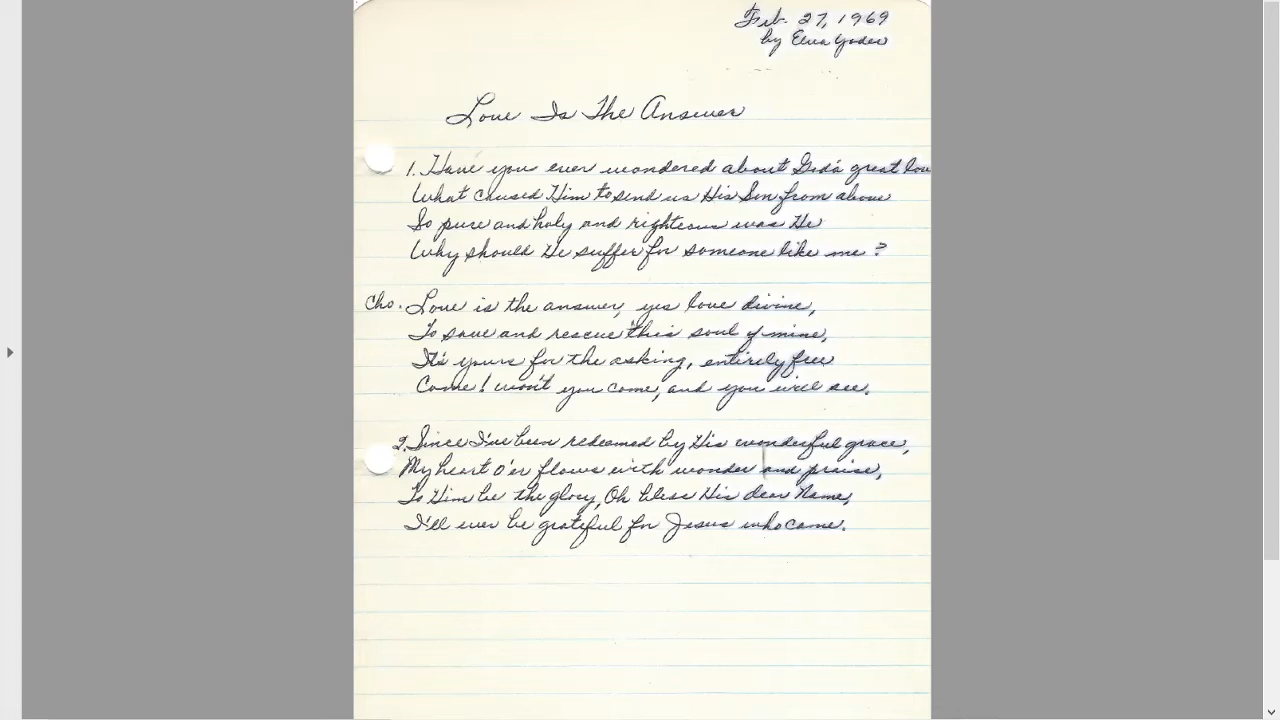 Feb. 27, 1969
by Elva Yoder
Love Is The Answer
1. Have you ever wondered about God's great lov
What caused Him to send us His Son from above
So pure and holy and righteous was He
Why should He suffer for someone like me?
Cho. Love is the answer, yes love divine,
To save and rescue this soul of mine,
It's yours for the asking, entirely free
Come! won't you come, and you will see.
2. Since I've been redeemed by His wonderful grace,
My heart o'er flows with wonder and praise,
To Him be the glory, Oh bless His dear Name,
I'll ever be grateful for Jesus who came.